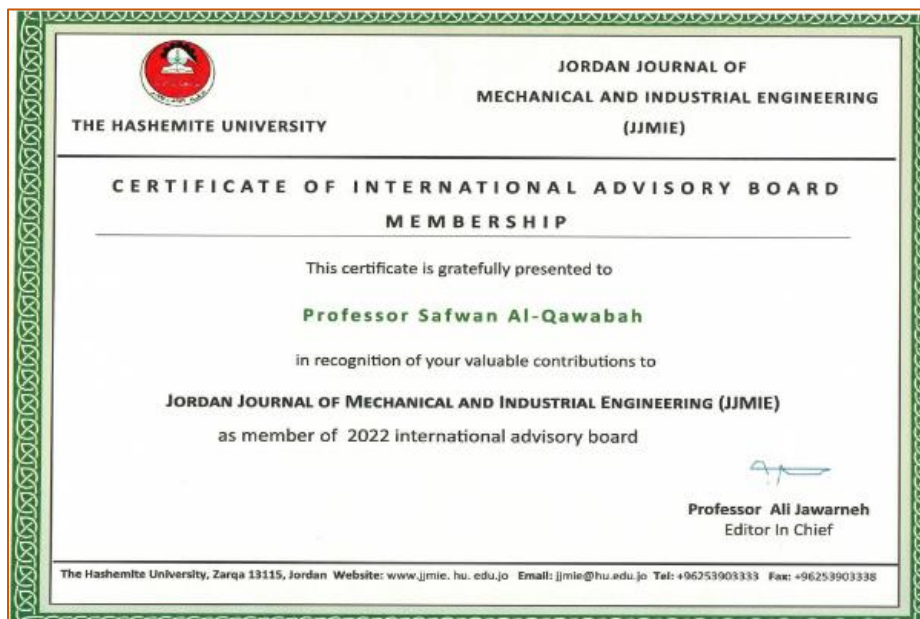 THE HASHEMITE UNIVERSITY
JORDAN JOURNAL OF
MECHANICAL AND INDUSTRIAL ENGINEERING
(JJMIE)
CERTIFICATE OF INTERNATIONAL ADVISORY BOARD
MEMBERSHIP
This certificate is gratefully presented to
Professor Safwan Al-Qawabah
in recognition of your valuable contributions to
JORDAN JOURNAL OF MECHANICAL AND INDUSTRIAL ENGINEERING (JJMIE)
as member of 2022 international advisory board
Professor Ali Jawarneh
Editor In Chief
The Hashemite University, Zarqa 13115, Jordan Website: www.jjmie. hu. edu.jo Email: jjmie@hu.edu.jo Tel: +96253903333 Fax: +96253903338